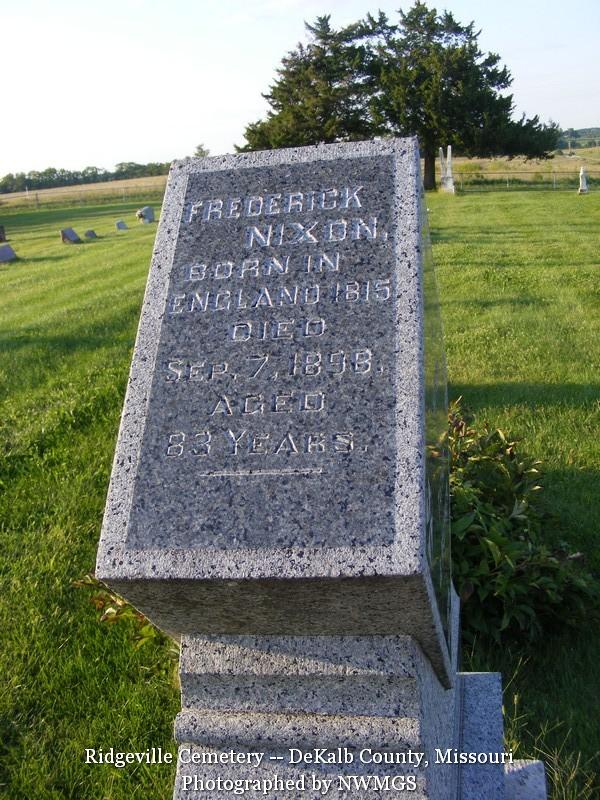 FREDERICK
NIXON.
BORN IN
ENGLAND 1815
DIED
SEP. 7, 1898.
AGED
83 YEARS.
Ridgeville Cemetery -- DeKalb County, Missouri
Photographed by NWMGS